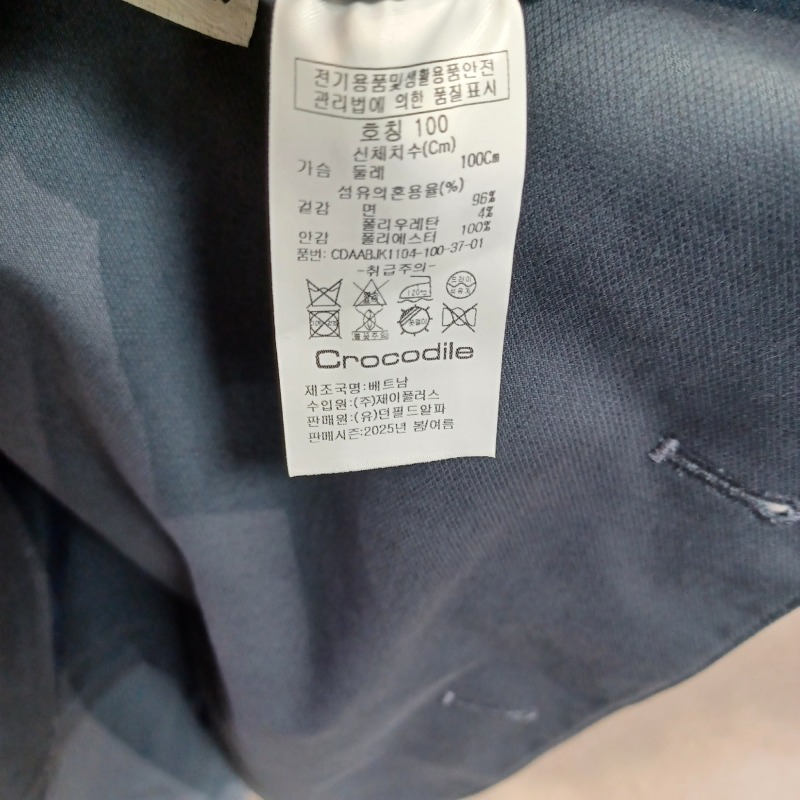 전기용품및생활용품안전
관리법에 의한 품질표시
호칭 100
신체치수(Cm)
가슴 둘레 100Cm
섬유의혼용율(%)
겉감 면 96%
폴리우레탄 4%
안감 폴리에스터 100%
품번: CDAABJK1104-100-37-01
-취급주의-
드라이
Crocodile
제조국명:베트남
수입원:(주)제이플러스
판매원:(유)던필드알파
판매시즌:2025년 봄/여름